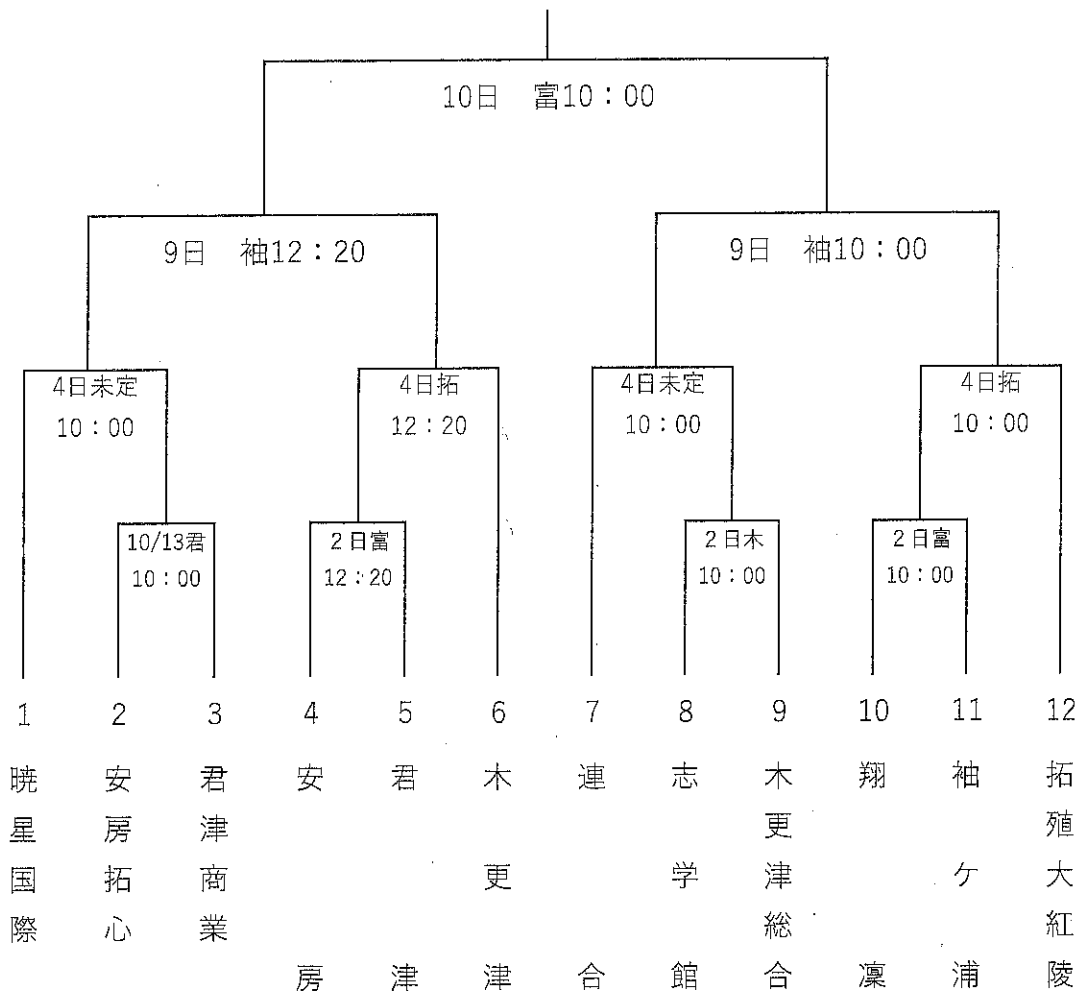 10日 富10：00
9日 袖12：20
9日 袖10：00
4日未定
10：00
4日拓
12：20
4日未定
10：00
4日拓
10：00
10/13君
10：00
2日富
12：20
2日木
10：00
2日富
10：00
1
2
3
4
5
6
7
8
9
10
11
12
暁星国際
安房拓心
君津商業
安房
君津
木更津
連合
志学館
木更津総合
翔凜
袖ケ浦
拓殖大紅陵